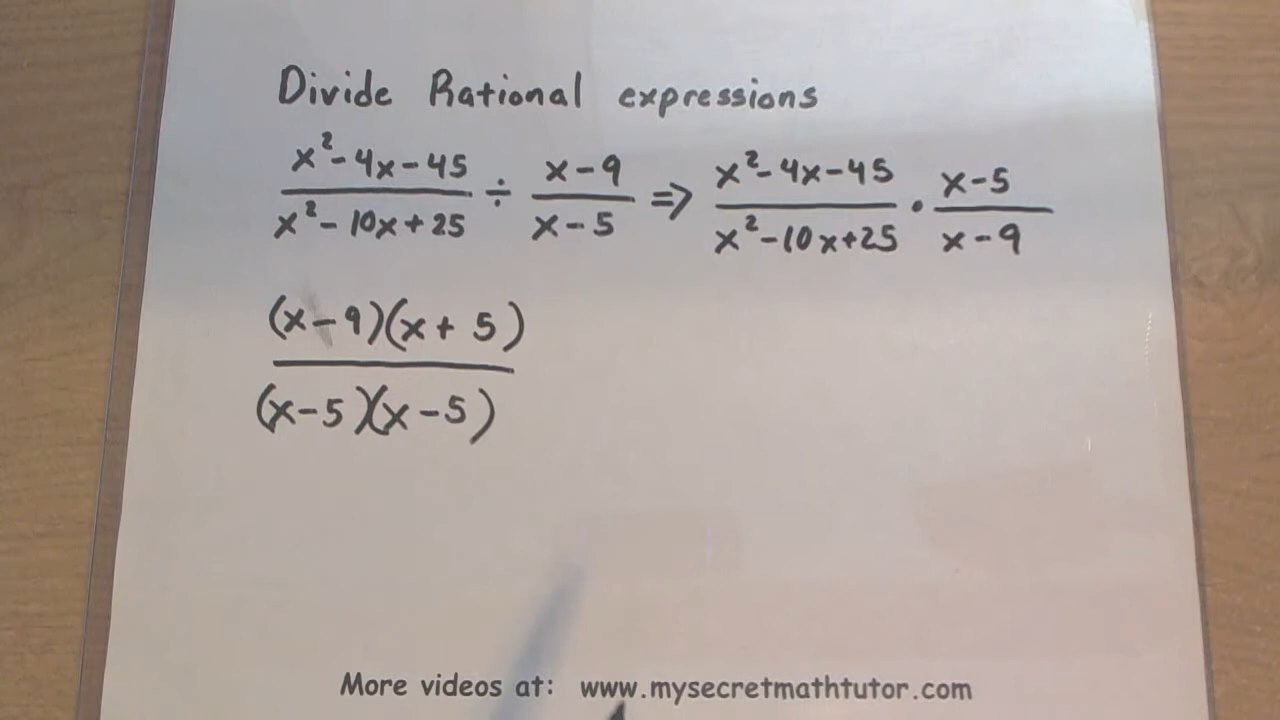 Divide Rational expressions
x²-4x-45 / x²-10x+25 ÷ x-9 / x-5 ⇒ x²-4x-45 / x²-10x+25 · x-5 / x-9
(x-9)(x+5)
(x-5)(x-5)
More videos at: www.mysecretmathtutor.com